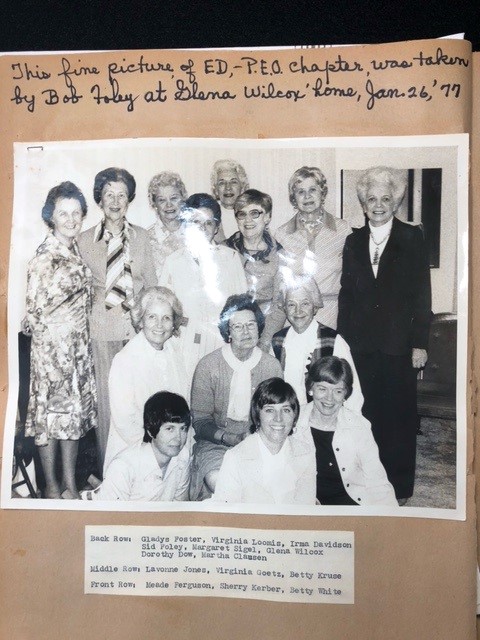 This fine picture, of ED,-P.E.O. Chapter, was taken
by Bob Foley at Glena Wilcox' home, Jan. 26,'77
Back Row: Gladys Foster, Virginia Loomis, Irma Davidson
Sid Foley, Margaret Sigel, Glena Wilcox
Dorothy Dow, Martha Clausen
Middle Row: Lavonne Jones, Virginia Goetz, Betty Kruse
Front Row: Meade Ferguson, Sherry Kerber, Betty White